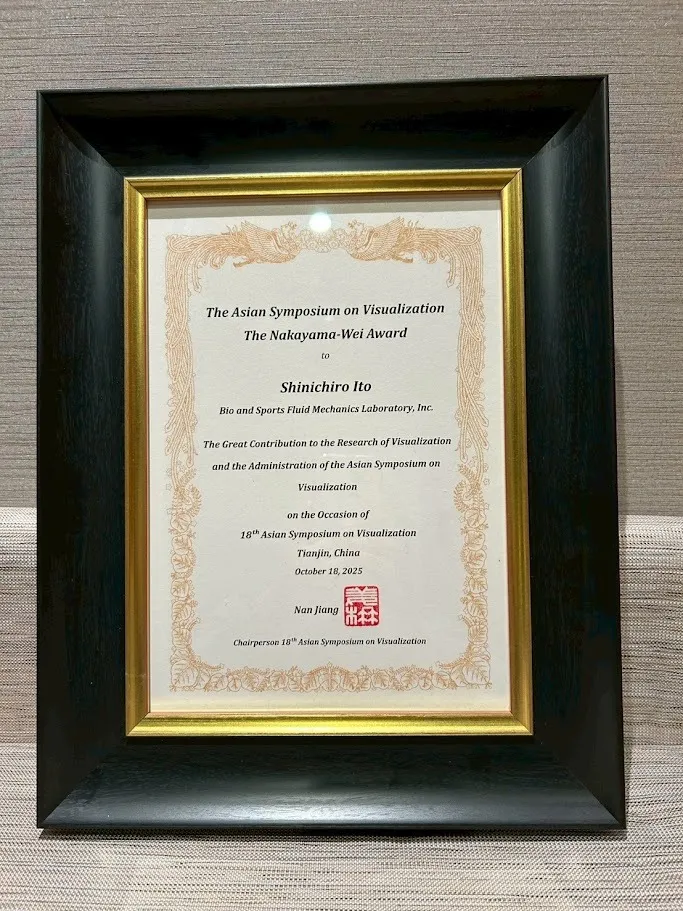 The Asian Symposium on Visualization
The Nakayama-Wei Award
to
Shinichiro Ito
Bio and Sports Fluid Mechanics Laboratory, Inc.
The Great Contribution to the Research of Visualization
and the Administration of the Asian Symposium on
Visualization
on the Occasion of
18th Asian Symposium on Visualization
Tianjin, China
October 18, 2025
Nan Jiang
Chairperson 18th Asian Symposium on Visualization